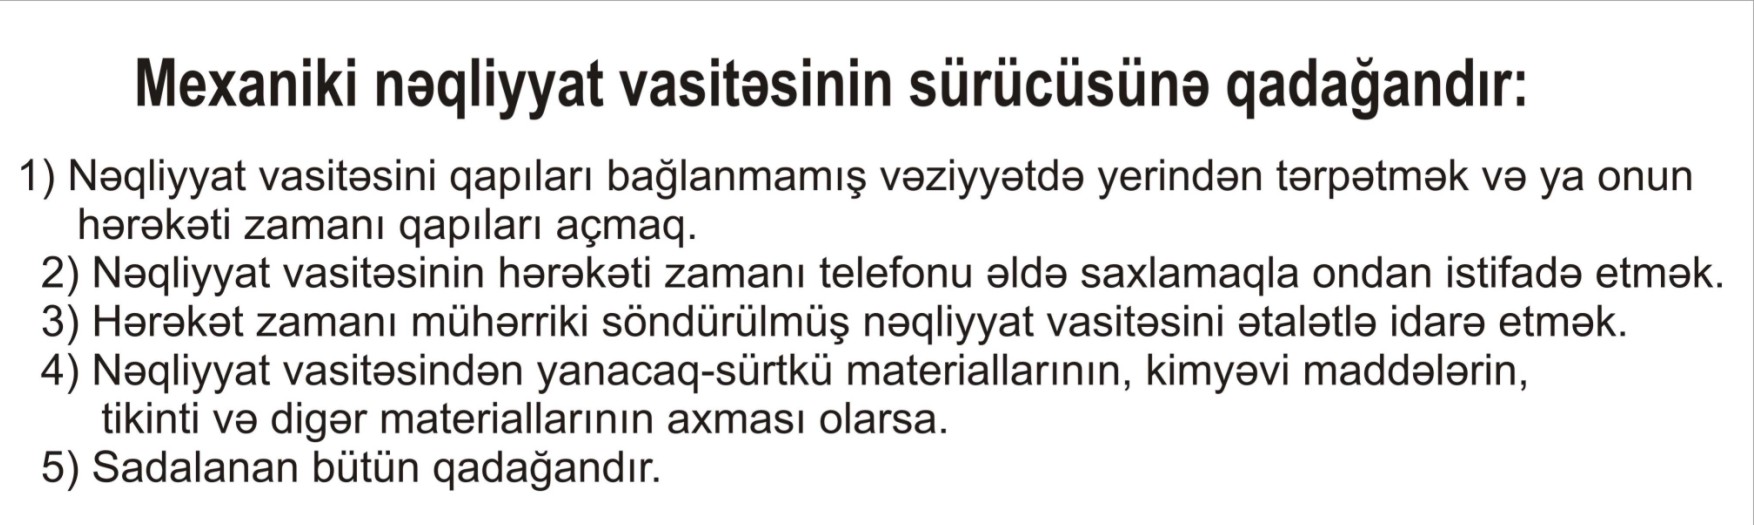 Mexaniki nəqliyyat vasitəsinin sürücüsünə qadağandır:
1) Nəqliyyat vasitəsini qapıları bağlanmamış vəziyyətdə yerindən tərpətmək və ya onun
hərəkəti zamanı qapıları açmaq.
2) Nəqliyyat vasitəsinin hərəkəti zamanı telefonu əldə saxlamaqla ondan istifadə etmək.
3) Hərəkət zamanı mühərriki söndürülmüş nəqliyyat vasitəsini ətalətlə idarə etmək.
4) Nəqliyyat vasitəsindən yanacaq-sürtkü materiallarının, kimyəvi maddələrin,
tikinti və digər materiallarının axması olarsa.
5) Sadalanan bütün qadağandır.